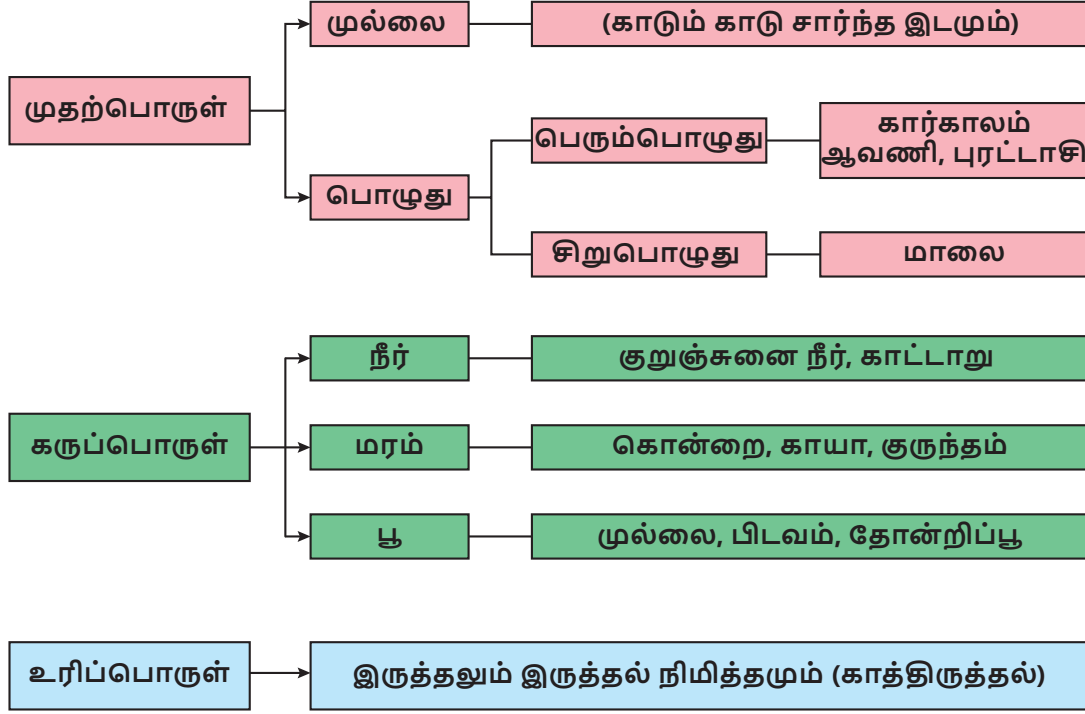 முல்லை
(காடும் காடு சார்ந்த இடமும்)
முதற்பொருள்
பெரும்பொழுது
கார்காலம்
ஆவணி, புரட்டாசி
பொழுது
சிறுபொழுது
மாலை
நீர்
குறுஞ்சுனை நீர், காட்டாறு
கருப்பொருள்
மரம்
கொன்றை, காயா, குருந்தம்
பூ
முல்லை, பிடவம், தோன்றிப்பூ
உரிப்பொருள்
இருத்தலும் இருத்தல் நிமித்தமும் (காத்திருத்தல்)